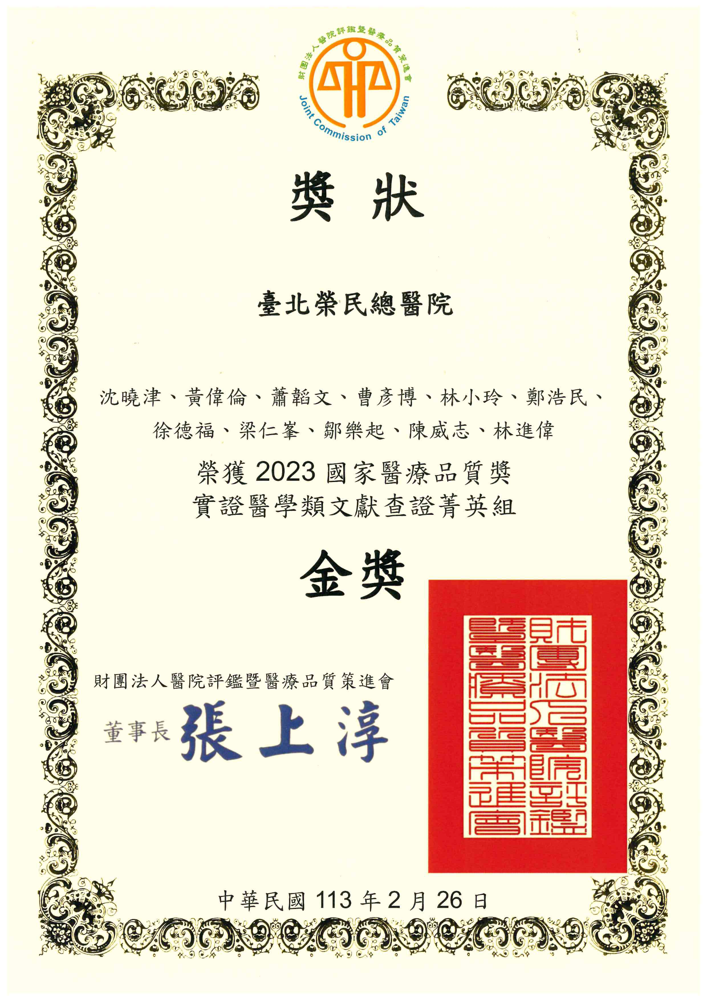 財團法人醫院評鑑暨醫療品質策進會
Joint Commission of Taiwan
獎 狀
臺北榮民總醫院
沈曉津、黃偉倫、蕭韜文、曹彥博、林小玲、鄭浩民、
徐德福、梁仁峯、鄒樂起、陳威志、林進偉
榮獲 2023 國家醫療品質獎
實證醫學類文獻查證菁英組
金獎
財團法人醫院評鑑暨醫療品質策進會
董事長 張上淳
財團法人醫院評鑑
暨醫療品質策進會
中華民國 113 年 2 月 26 日